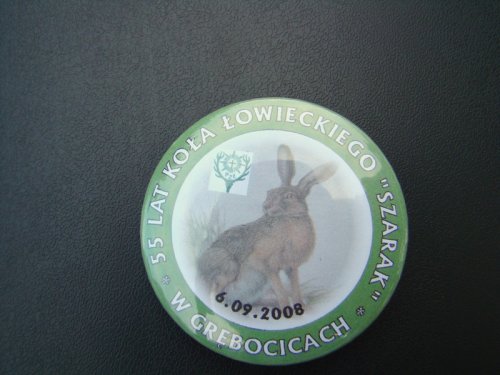 55 LAT KOŁA ŁOWIECKIEGO "SZARAK"
* W GRĘBOCICACH *
6.09.2008